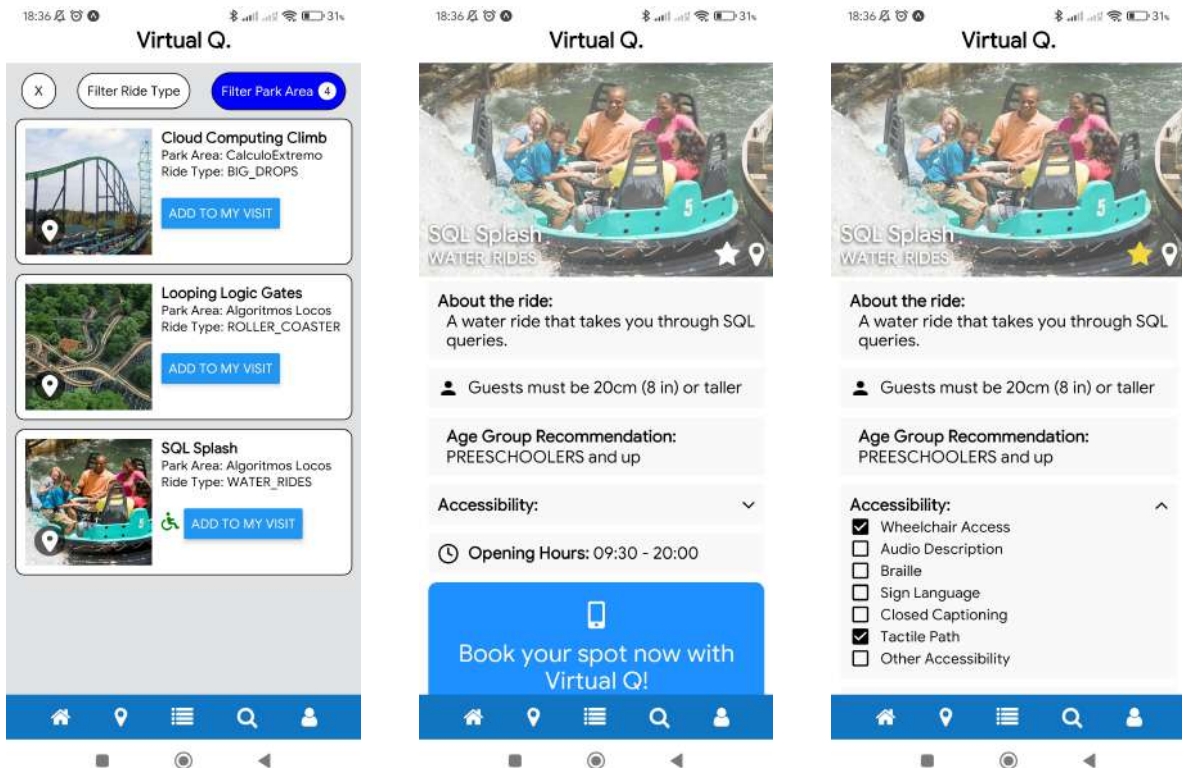 18:36
31%
Virtual Q.
X
Filter Ride Type
Filter Park Area 4
Cloud Computing Climb
Park Area: CalculoExtremo
Ride Type: BIG_DROPS
ADD TO MY VISIT
Looping Logic Gates
Park Area: Algoritmos Locos
Ride Type: ROLLER_COASTER
ADD TO MY VISIT
SQL Splash
Park Area: Algoritmos Locos
Ride Type: WATER_RIDES
ADD TO MY VISIT
18:36
31%
Virtual Q.
5
SQL Splash
WATER_RIDES
About the ride:
A water ride that takes you through SQL
queries.
Guests must be 20cm (8 in) or taller
Age Group Recommendation:
PREESCHOOLERS and up
Accessibility:
Opening Hours: 09:30 - 20:00
Book your spot now with
Virtual Q!
18:36
31%
Virtual Q.
5
SQL Splash
WATER_RIDES
About the ride:
A water ride that takes you through SQL
queries.
Guests must be 20cm (8 in) or taller
Age Group Recommendation:
PREESCHOOLERS and up
Accessibility:
Wheelchair Access
Audio Description
Braille
Sign Language
Closed Captioning
Tactile Path
Other Accessibility